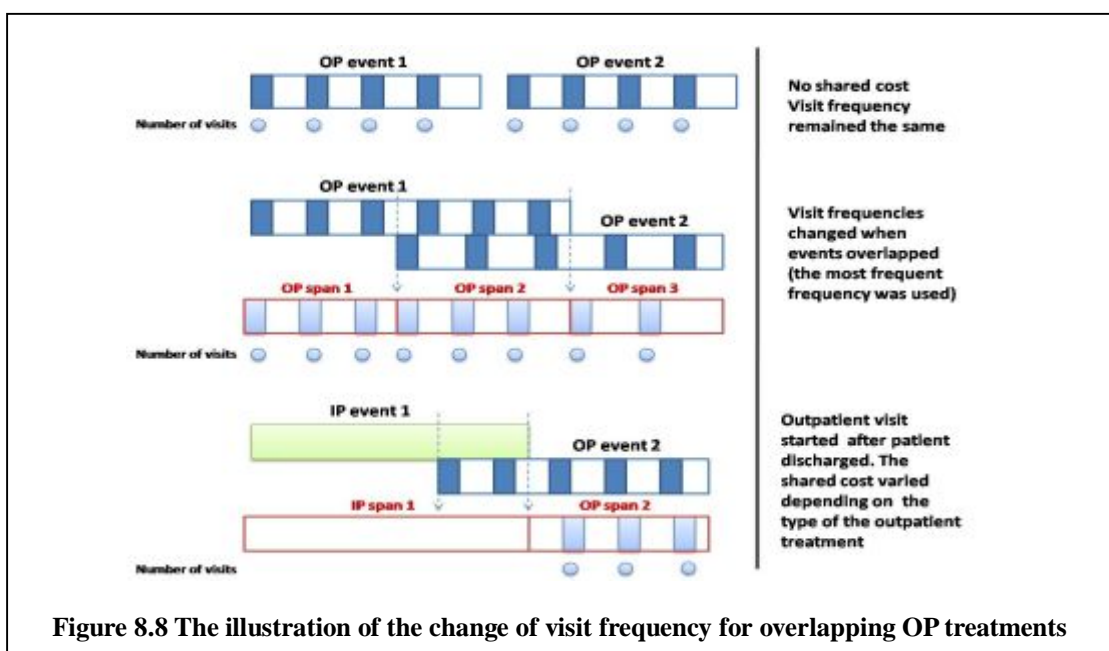 OP event 1
OP event 2
Number of visits
No shared cost
Visit frequency
remained the same
OP event 1
OP event 2
OP span 1
OP span 2
OP span 3
Number of visits
Visit frequencies
changed when
events overlapped
(the most frequent
frequency was used)
IP event 1
OP event 2
IP span 1
OP span 2
Number of visits
Outpatient visit
started after patient
discharged. The
shared cost varied
depending on the
type of the outpatient
treatment
Figure 8.8 The illustration of the change of visit frequency for overlapping OP treatments